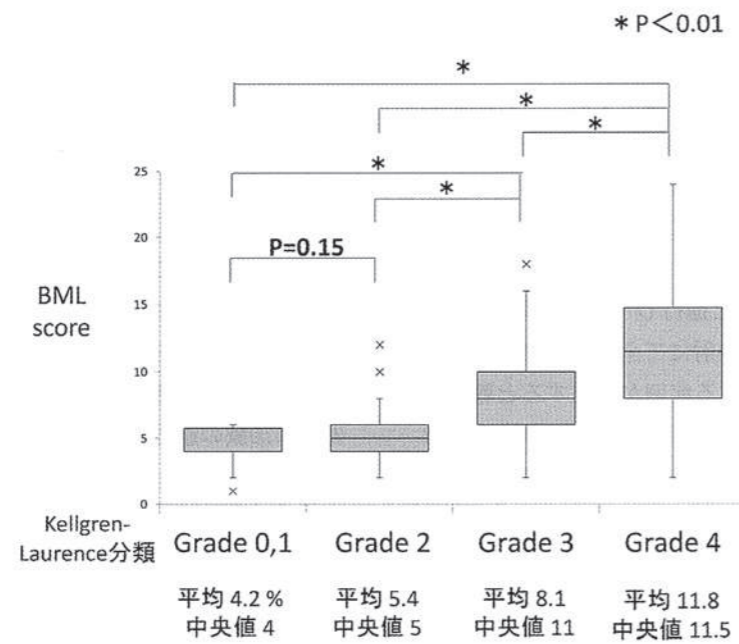 ＊P＜0.01
＊
＊
＊
＊
＊
P=0.15
BML
score
25
20
15
10
5
0
Kellgren-
Laurence分類
Grade 0,1
Grade 2
Grade 3
Grade 4
平均 4.2 %
中央値 4
平均 5.4
中央値 5
平均 8.1
中央値 11
平均 11.8
中央値 11.5